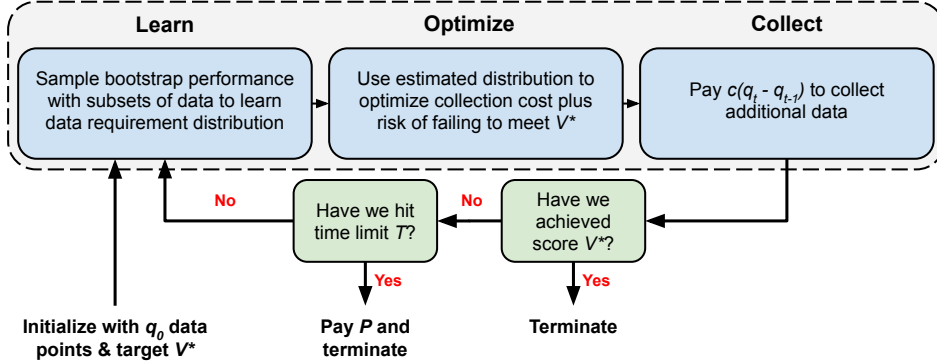 Learn
Optimize
Collect
Sample bootstrap performance
with subsets of data to learn
data requirement distribution
Use estimated distribution to
optimize collection cost plus
risk of failing to meet V*
Pay c(qt - qt-1) to collect
additional data
No
Have we hit
time limit T?
No
Have we
achieved
score V*?
Yes
Yes
Initialize with q0 data
points & target V*
Pay P and
terminate
Terminate